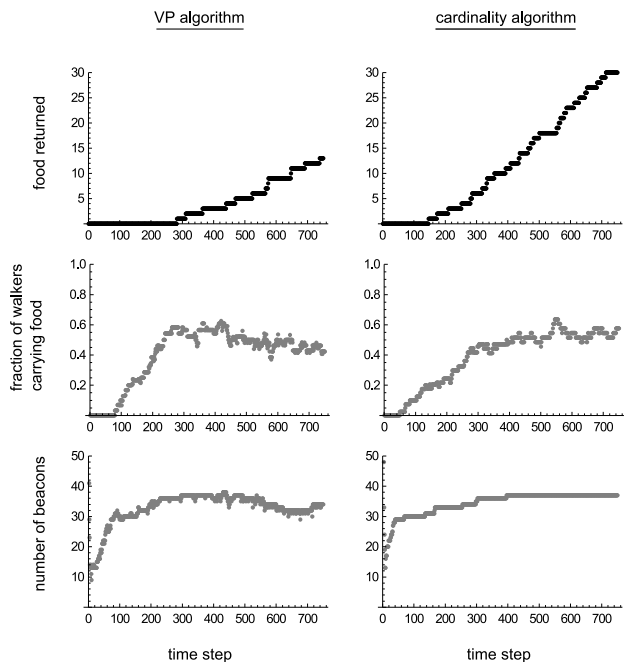 VP algorithm
cardinality algorithm
food returned
30
25
20
15
10
5
0 100 200 300 400 500 600 700
30
25
20
15
10
5
0 100 200 300 400 500 600 700
fraction of walkers
carrying food
1.0
0.8
0.6
0.4
0.2
0 100 200 300 400 500 600 700
1.0
0.8
0.6
0.4
0.2
0 100 200 300 400 500 600 700
number of beacons
50
40
30
20
10
0 100 200 300 400 500 600 700
50
40
30
20
10
0 100 200 300 400 500 600 700
time step
time step